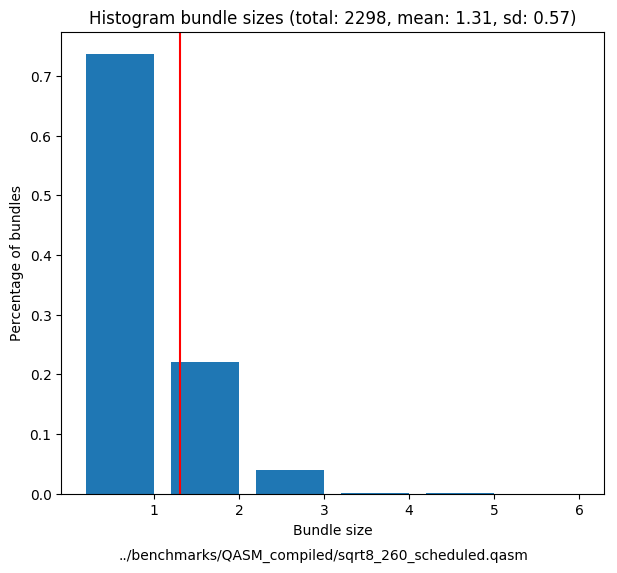 Histogram bundle sizes (total: 2298, mean: 1.31, sd: 0.57)
0.7
0.6
0.5
0.4
0.3
0.2
0.1
0.0
Percentage of bundles
1 2 3 4 5 6
Bundle size
../benchmarks/QASM_compiled/sqrt8_260_scheduled.qasm